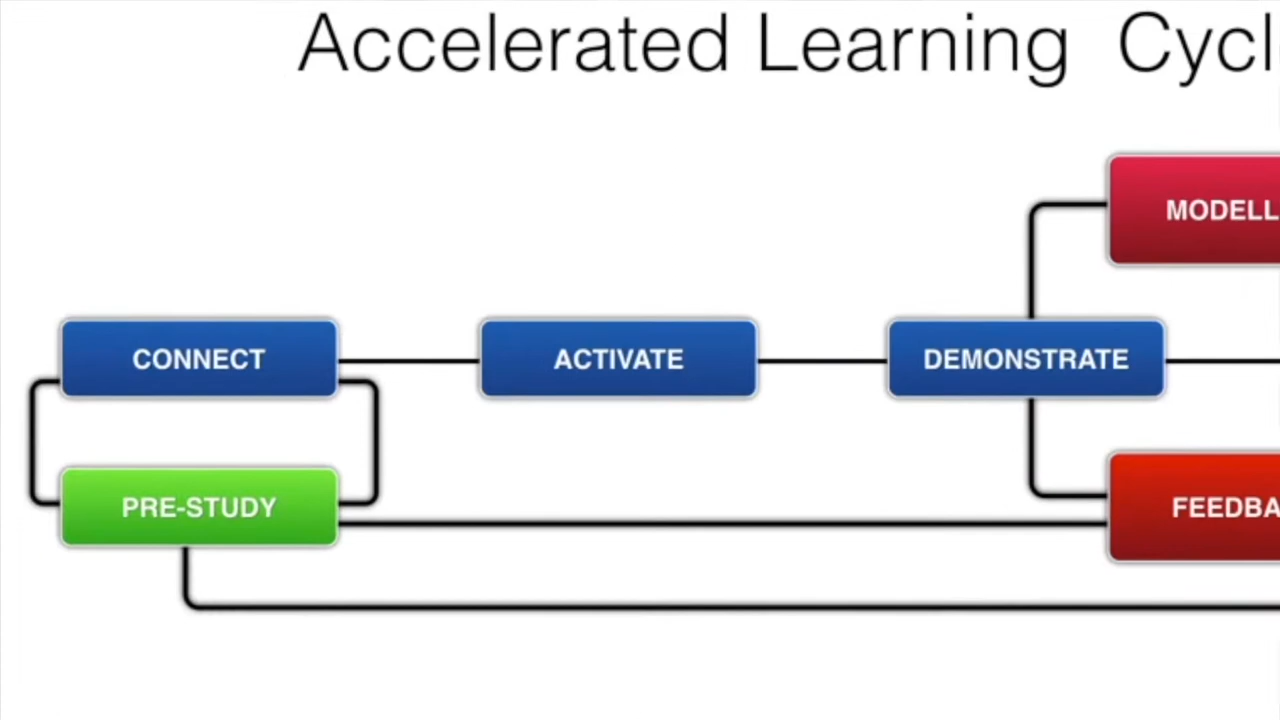 Accelerated Learning Cycl
MODELL
CONNECT
ACTIVATE
DEMONSTRATE
PRE-STUDY
FEEDBA